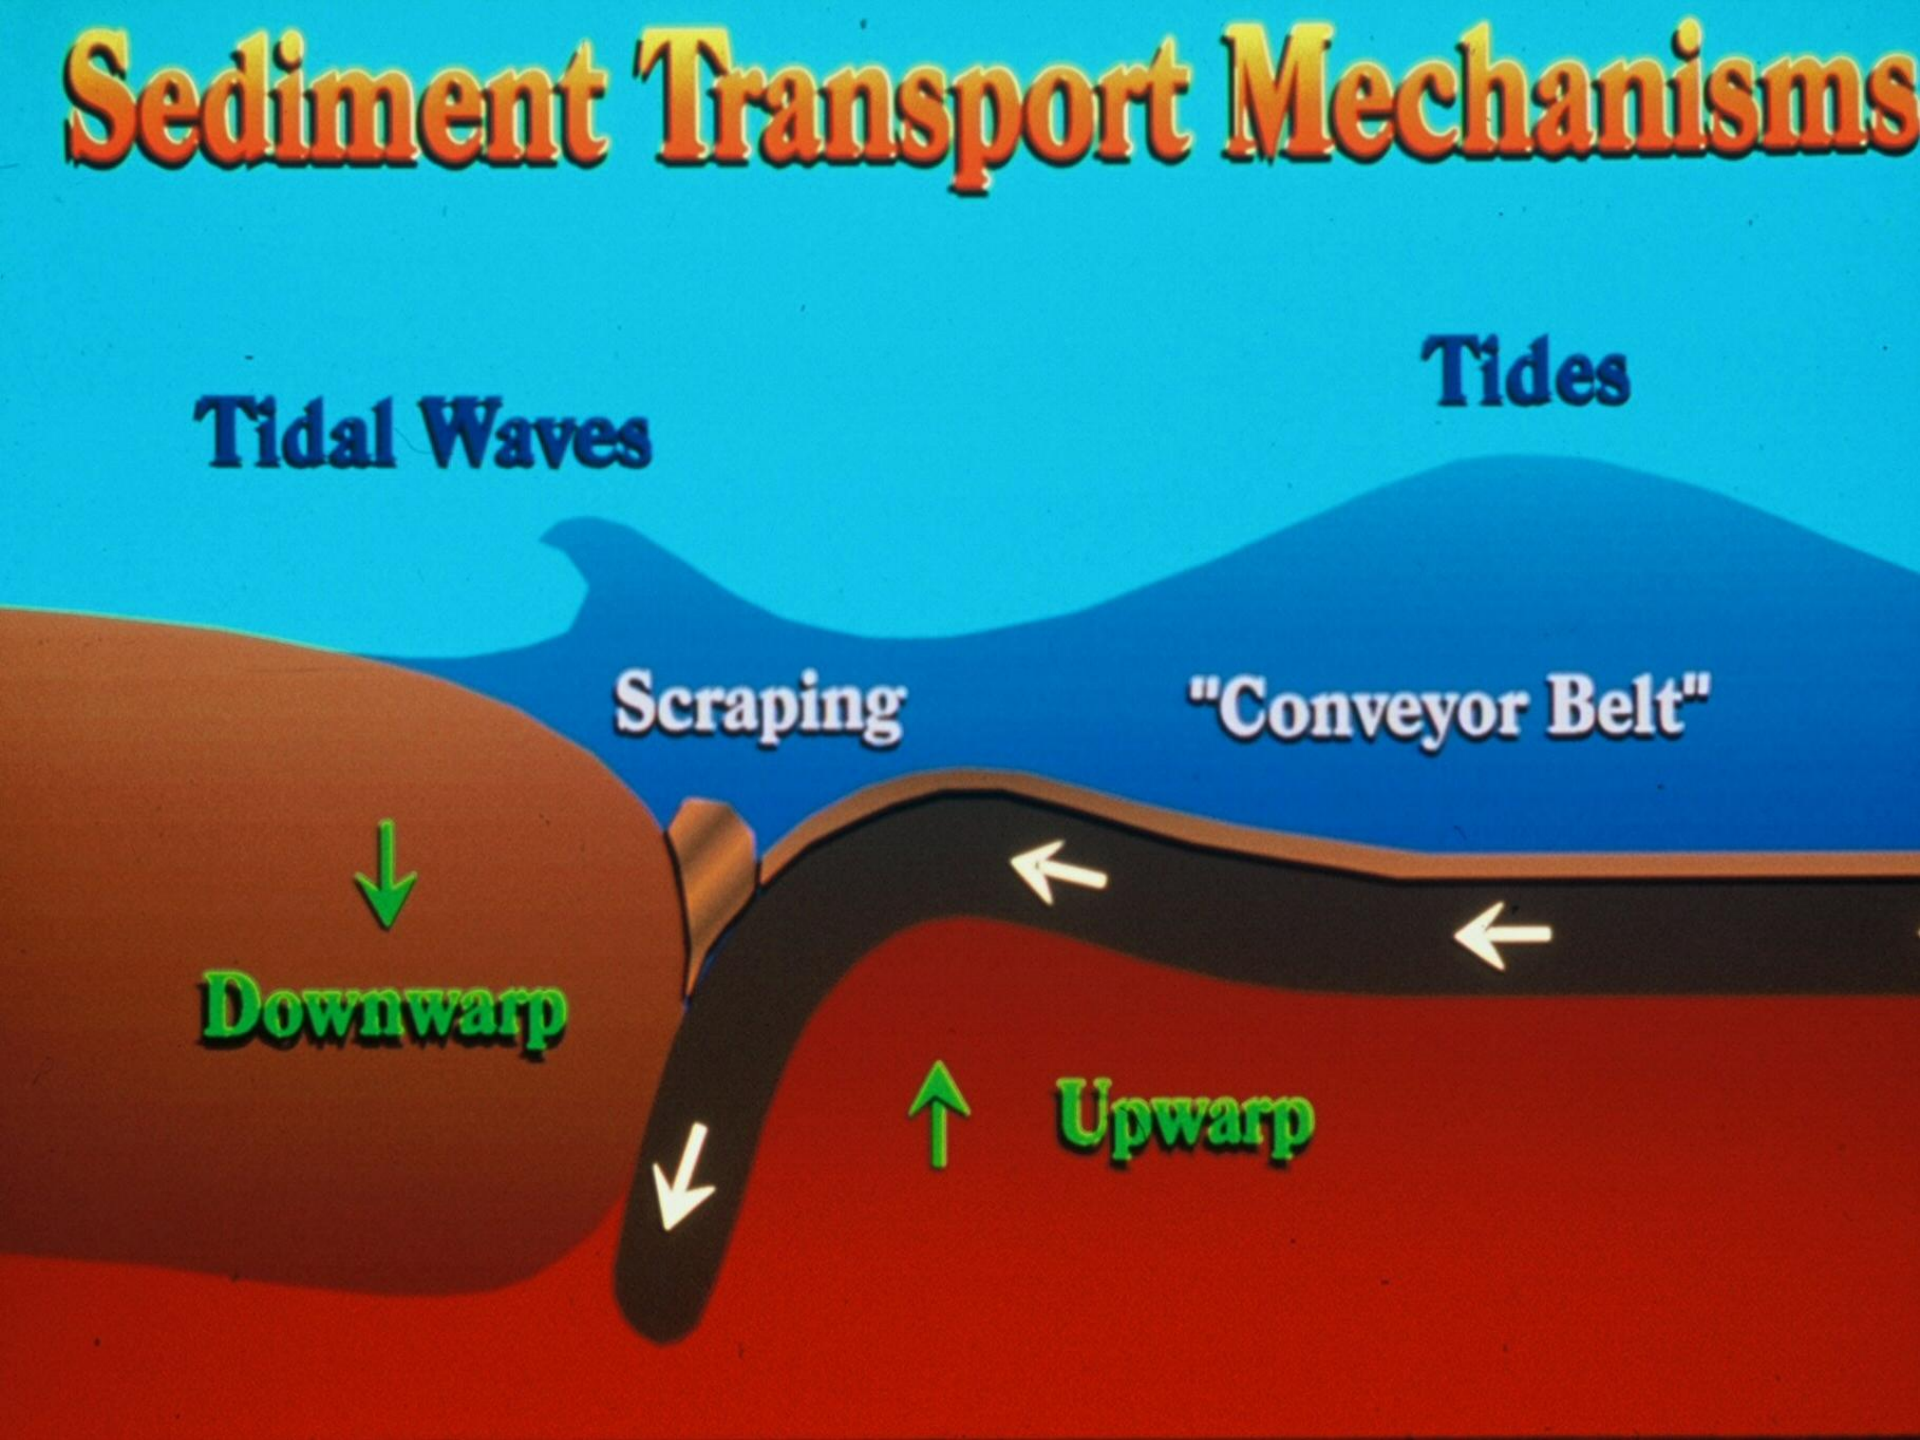 Sediment Transport Mechanisms
Tides
Tidal Waves
Scraping
"Conveyor Belt"
Downwarp
Upwarp